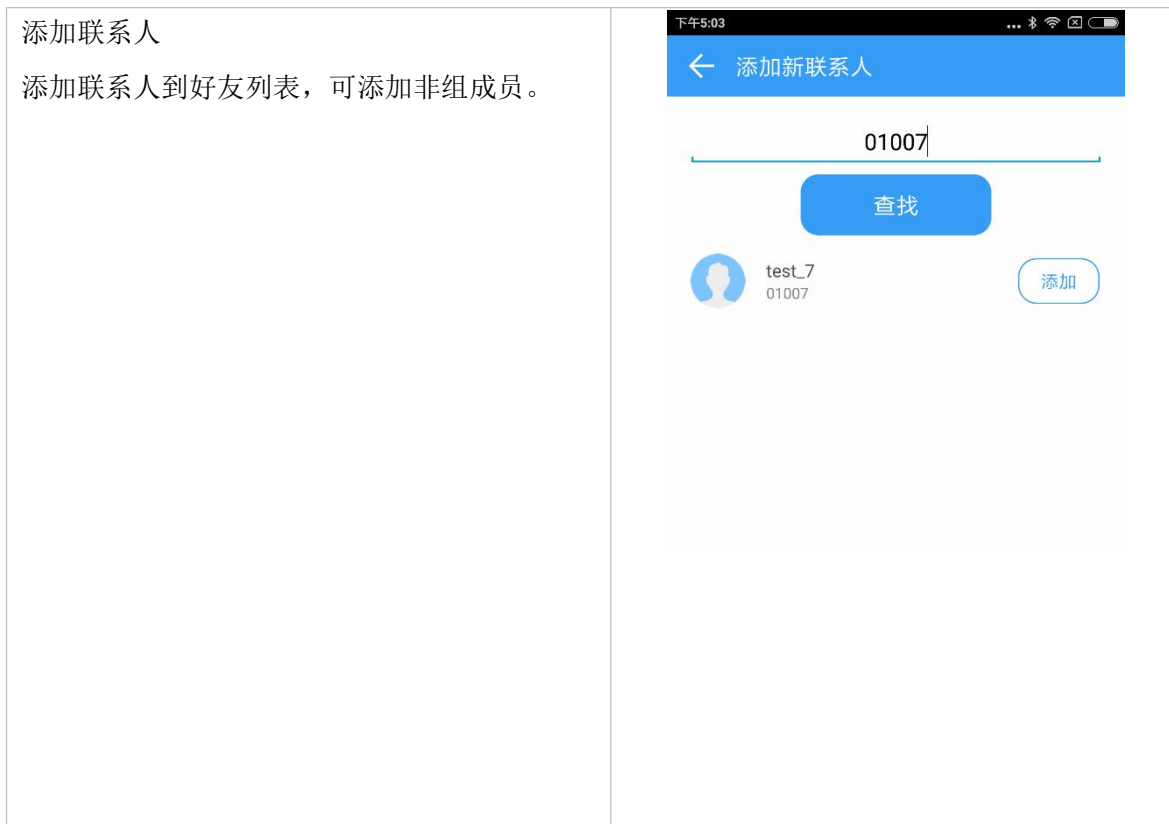 添加联系人
添加联系人到好友列表，可添加非组成员。
下午5:03
添加新联系人
01007
查找
test_7
01007
添加